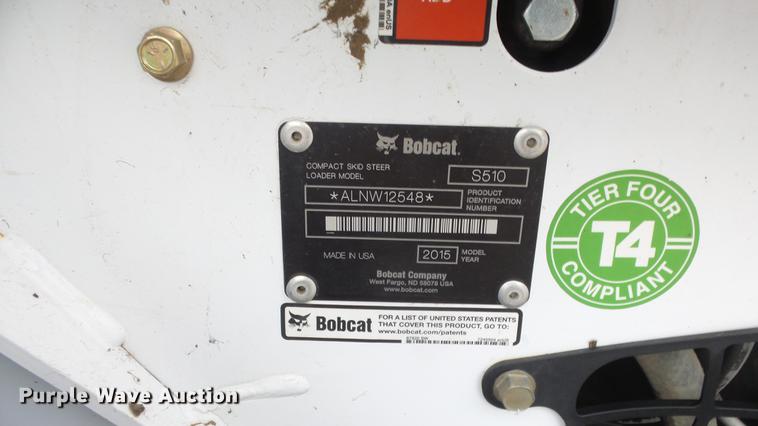 Bobcat.
COMPACT SKID STEER
LOADER MODEL
S510
*ALNW12548*
PRODUCT
IDENTIFICATION
NUMBER
MADE IN USA
2015
MODEL
YEAR
Bobcat Company
West Fargo, ND 58078 USA
www.bobcat.com
TIER FOUR
T4
COMPLIANT
Bobcat
FOR A LIST OF UNITED STATES PATENTS
THAT COVER THIS PRODUCT, GO TO:
www.bobcat.com/patents
Purple Wave Auction